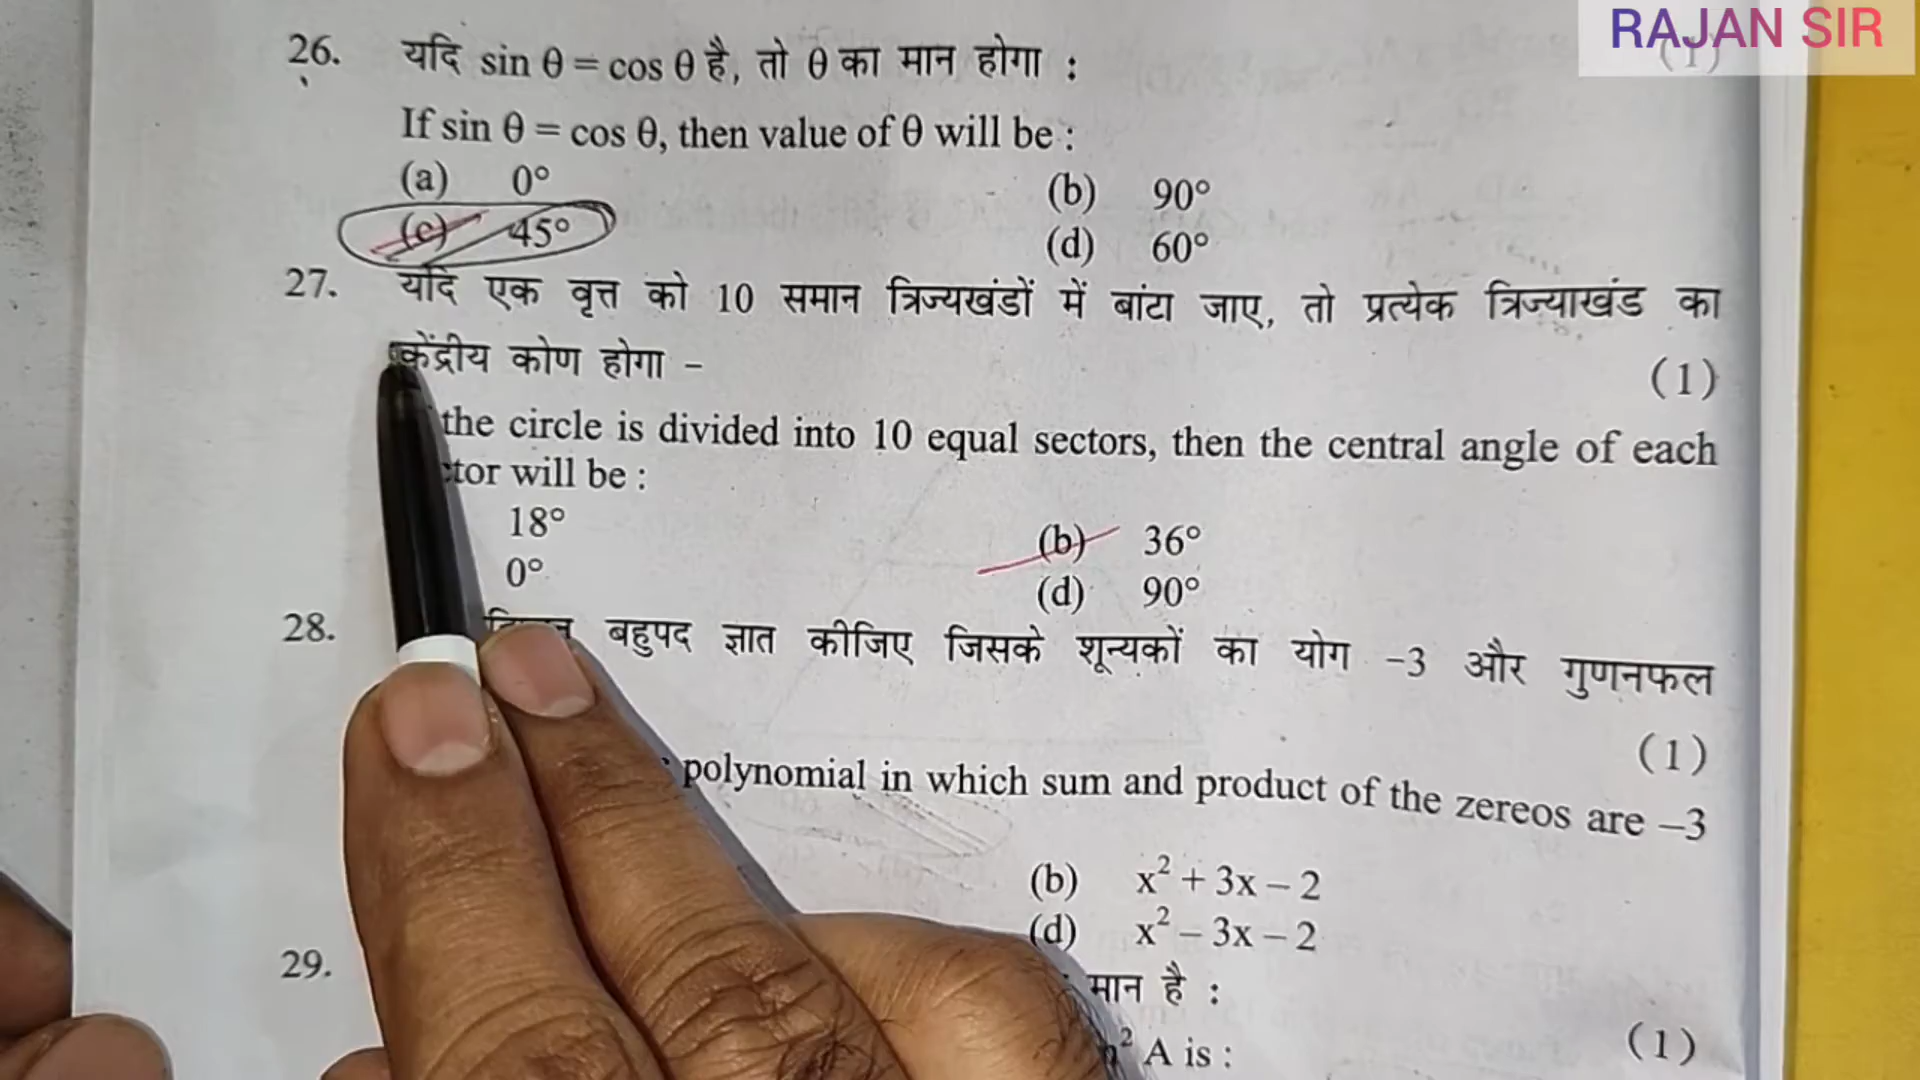 RAJAN SIR
26. यदि sin θ = cos θ है, तो θ का मान होगा : (1)
If sin θ = cos θ, then value of θ will be :
(a) 0° (b) 90°
(c) 45° (d) 60°
27. यदि एक वृत्त को 10 समान त्रिज्यखंडों में बांटा जाए, तो प्रत्येक त्रिज्याखंड का
केंद्रीय कोण होगा – (1)
the circle is divided into 10 equal sectors, then the central angle of each
tor will be :
18° (b) 36°
0° (d) 90°
28. बहुपद ज्ञात कीजिए जिसके शून्यकों का योग -3 और गुणनफल
(1)
polynomial in which sum and product of the zereos are –3
(b) x² + 3x – 2
(d) x² – 3x – 2
29. मान है :
² A is : (1)